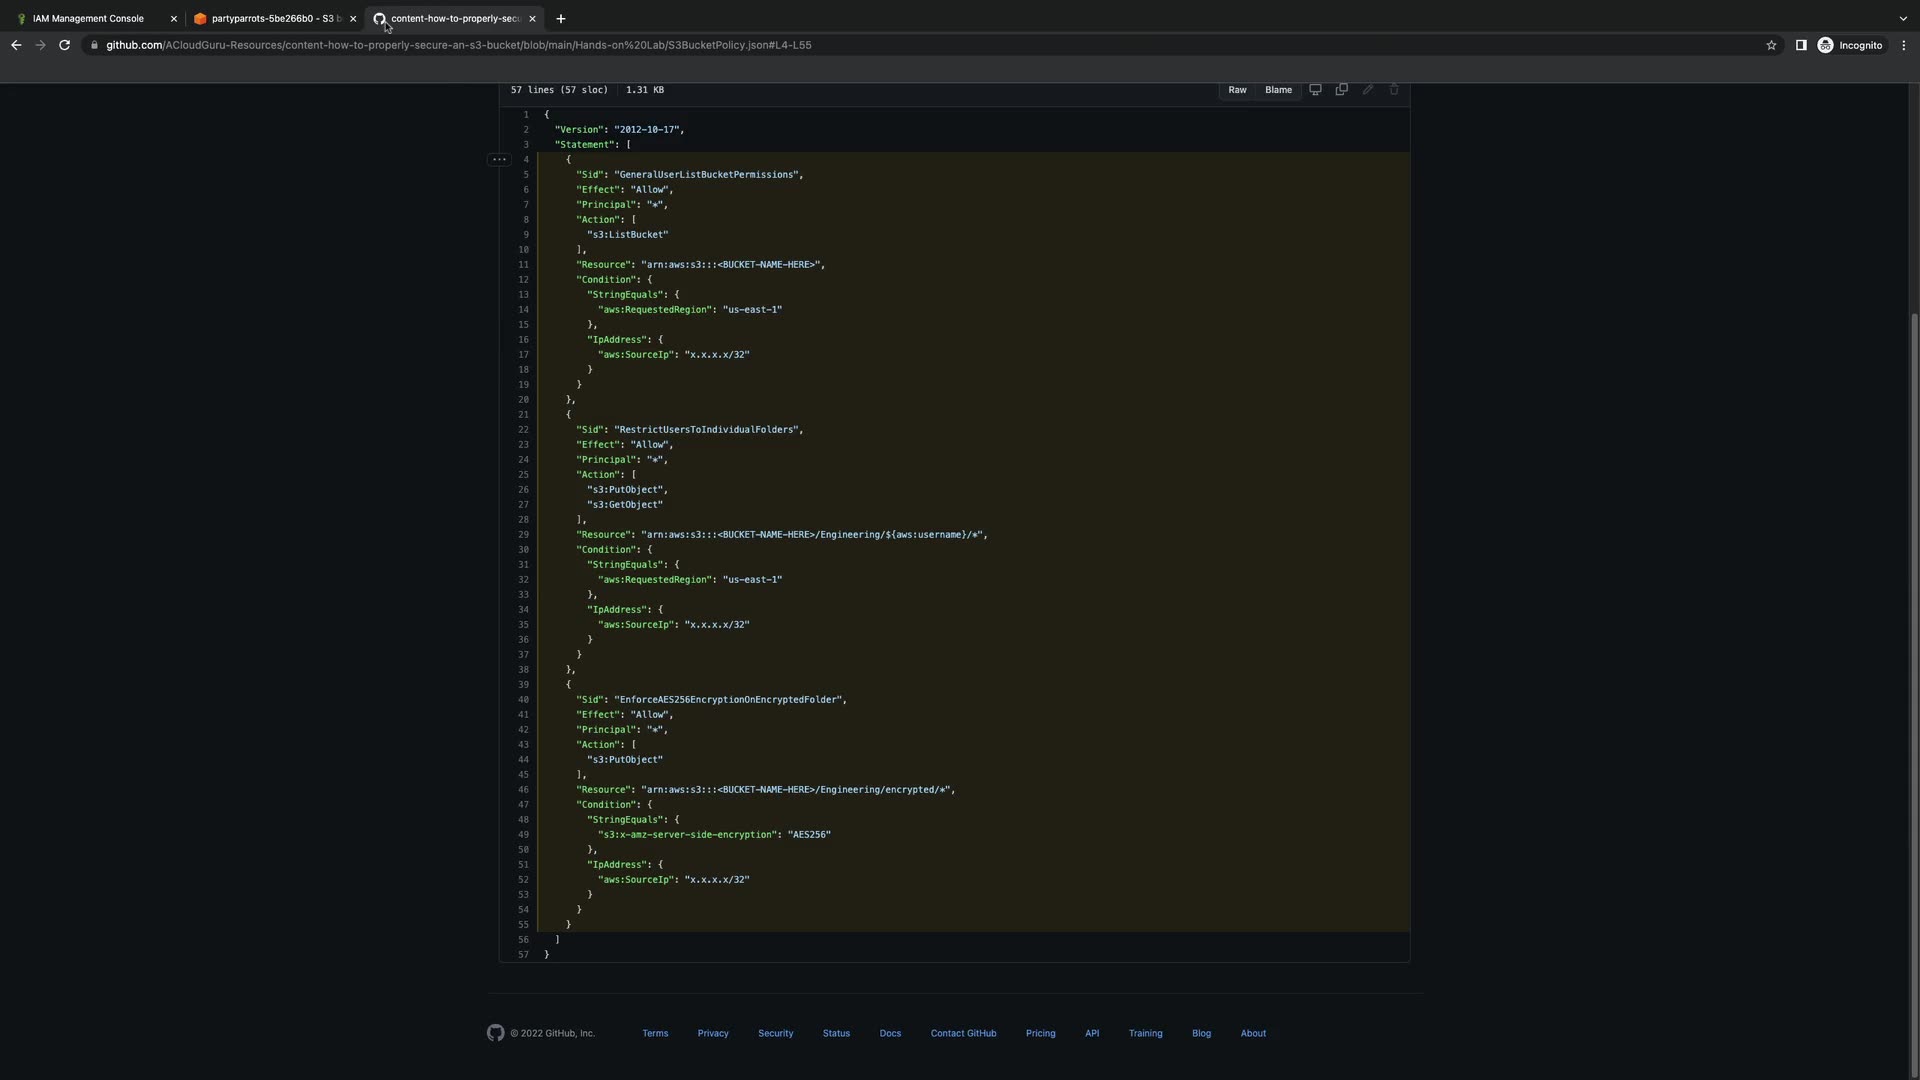 IAM Management Console
partyparrots-5be266b0 - S3 b
content-how-to-properly-secu
github.com/ACloudGuru-Resources/content-how-to-properly-secure-an-s3-bucket/blob/main/Hands-on%20Lab/S3BucketPolicy.json#L4-L55
Incognito
57 lines (57 sloc) 1.31 KB
Raw Blame
1 {
2 "Version": "2012-10-17",
3 "Statement": [
4 {
5 "Sid": "GeneralUserListBucketPermissions",
6 "Effect": "Allow",
7 "Principal": "*",
8 "Action": [
9 "s3:ListBucket"
10 ],
11 "Resource": "arn:aws:s3:::<BUCKET-NAME-HERE>",
12 "Condition": {
13 "StringEquals": {
14 "aws:RequestedRegion": "us-east-1"
15 },
16 "IpAddress": {
17 "aws:SourceIp": "x.x.x.x/32"
18 }
19 }
20 },
21 {
22 "Sid": "RestrictUsersToIndividualFolders",
23 "Effect": "Allow",
24 "Principal": "*",
25 "Action": [
26 "s3:PutObject",
27 "s3:GetObject"
28 ],
29 "Resource": "arn:aws:s3:::<BUCKET-NAME-HERE>/Engineering/${aws:username}/*",
30 "Condition": {
31 "StringEquals": {
32 "aws:RequestedRegion": "us-east-1"
33 },
34 "IpAddress": {
35 "aws:SourceIp": "x.x.x.x/32"
36 }
37 }
38 },
39 {
40 "Sid": "EnforceAES256EncryptionOnEncryptedFolder",
41 "Effect": "Allow",
42 "Principal": "*",
43 "Action": [
44 "s3:PutObject"
45 ],
46 "Resource": "arn:aws:s3:::<BUCKET-NAME-HERE>/Engineering/encrypted/*",
47 "Condition": {
48 "StringEquals": {
49 "s3:x-amz-server-side-encryption": "AES256"
50 },
51 "IpAddress": {
52 "aws:SourceIp": "x.x.x.x/32"
53 }
54 }
55 }
56 ]
57 }
© 2022 GitHub, Inc. Terms Privacy Security Status Docs Contact GitHub Pricing API Training Blog About